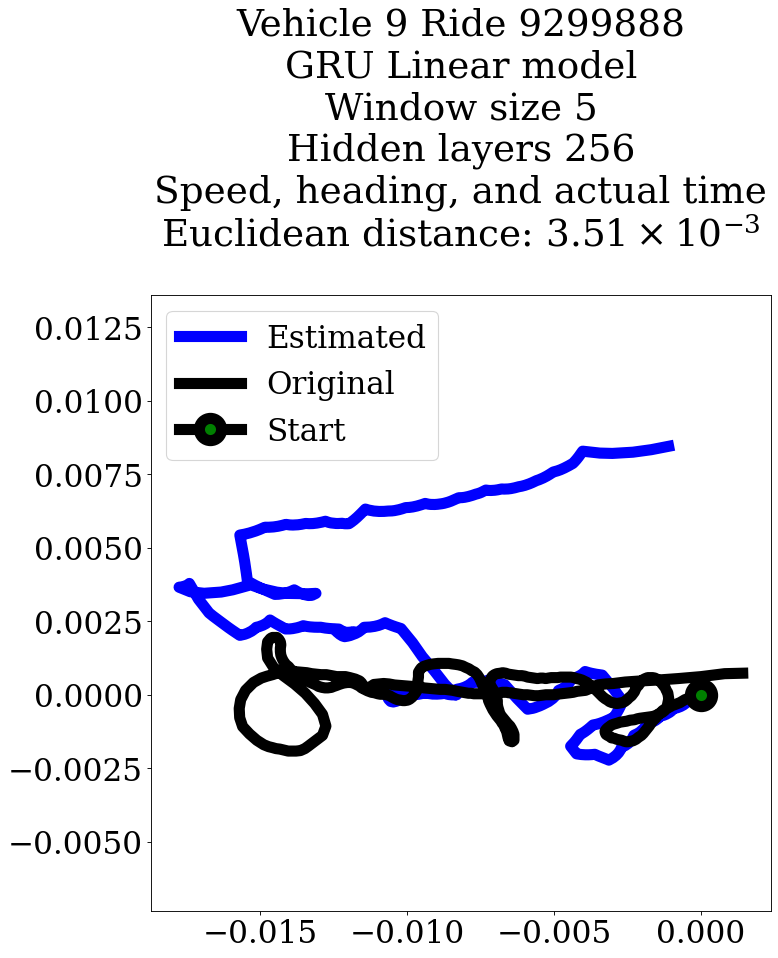 Vehicle 9 Ride 9299888
GRU Linear model
Window size 5
Hidden layers 256
Speed, heading, and actual time
Euclidean distance: $3.51 \times 10^{-3}$
Estimated
Original
Start
0.0125
0.0100
0.0075
0.0050
0.0025
0.0000
−0.0025
−0.0050
−0.015 −0.010 −0.005 0.000